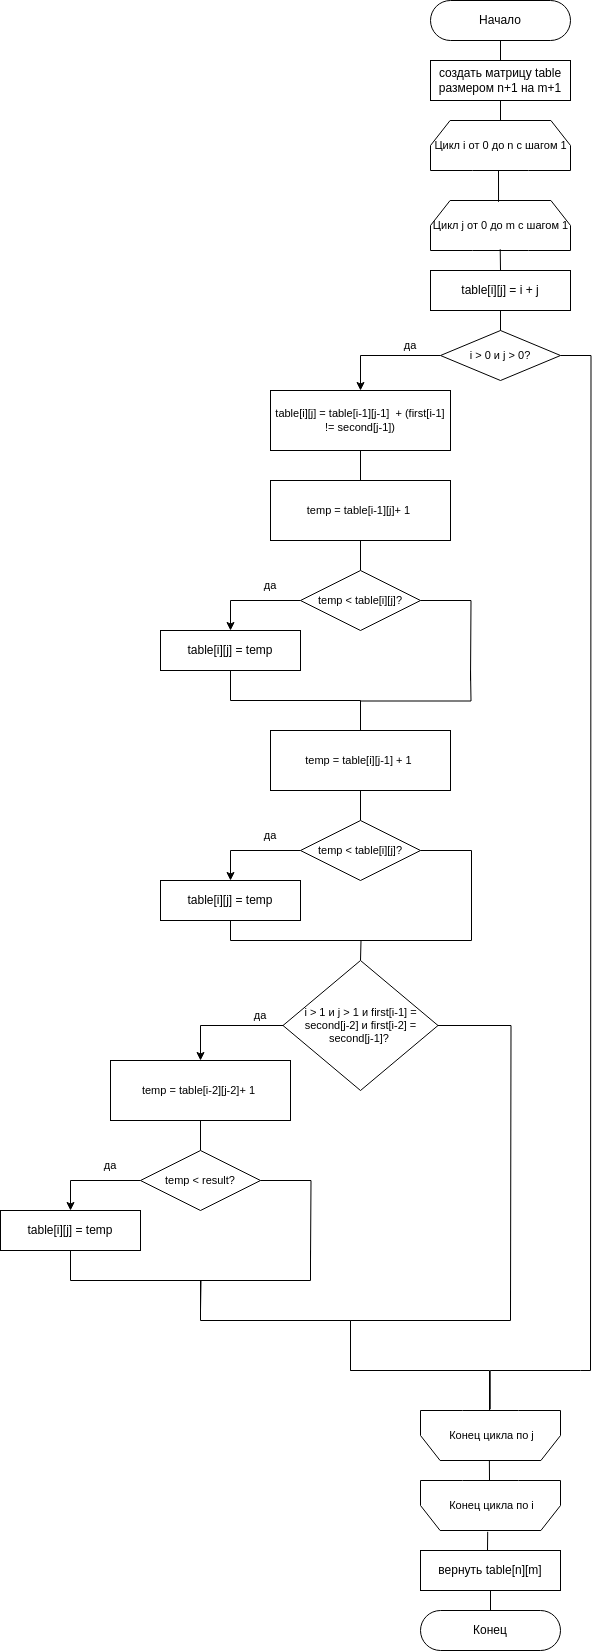 Начало
создать матрицу table
размером n+1 на m+1
Цикл i от 0 до n с шагом 1
Цикл j от 0 до m с шагом 1
table[i][j] = i + j
i > 0 и j > 0?
да
table[i][j] = table[i-1][j-1]  + (first[i-1]
!= second[j-1])
temp = table[i-1][j]+ 1
да
temp < table[i][j]?
table[i][j] = temp
temp = table[i][j-1] + 1
да
temp < table[i][j]?
table[i][j] = temp
i > 1 и j > 1 и first[i-1] =
second[j-2] и first[i-2] =
second[j-1]?
да
temp = table[i-2][j-2]+ 1
да
temp < result?
table[i][j] = temp
Конец цикла по j
Конец цикла по i
вернуть table[n][m]
Конец